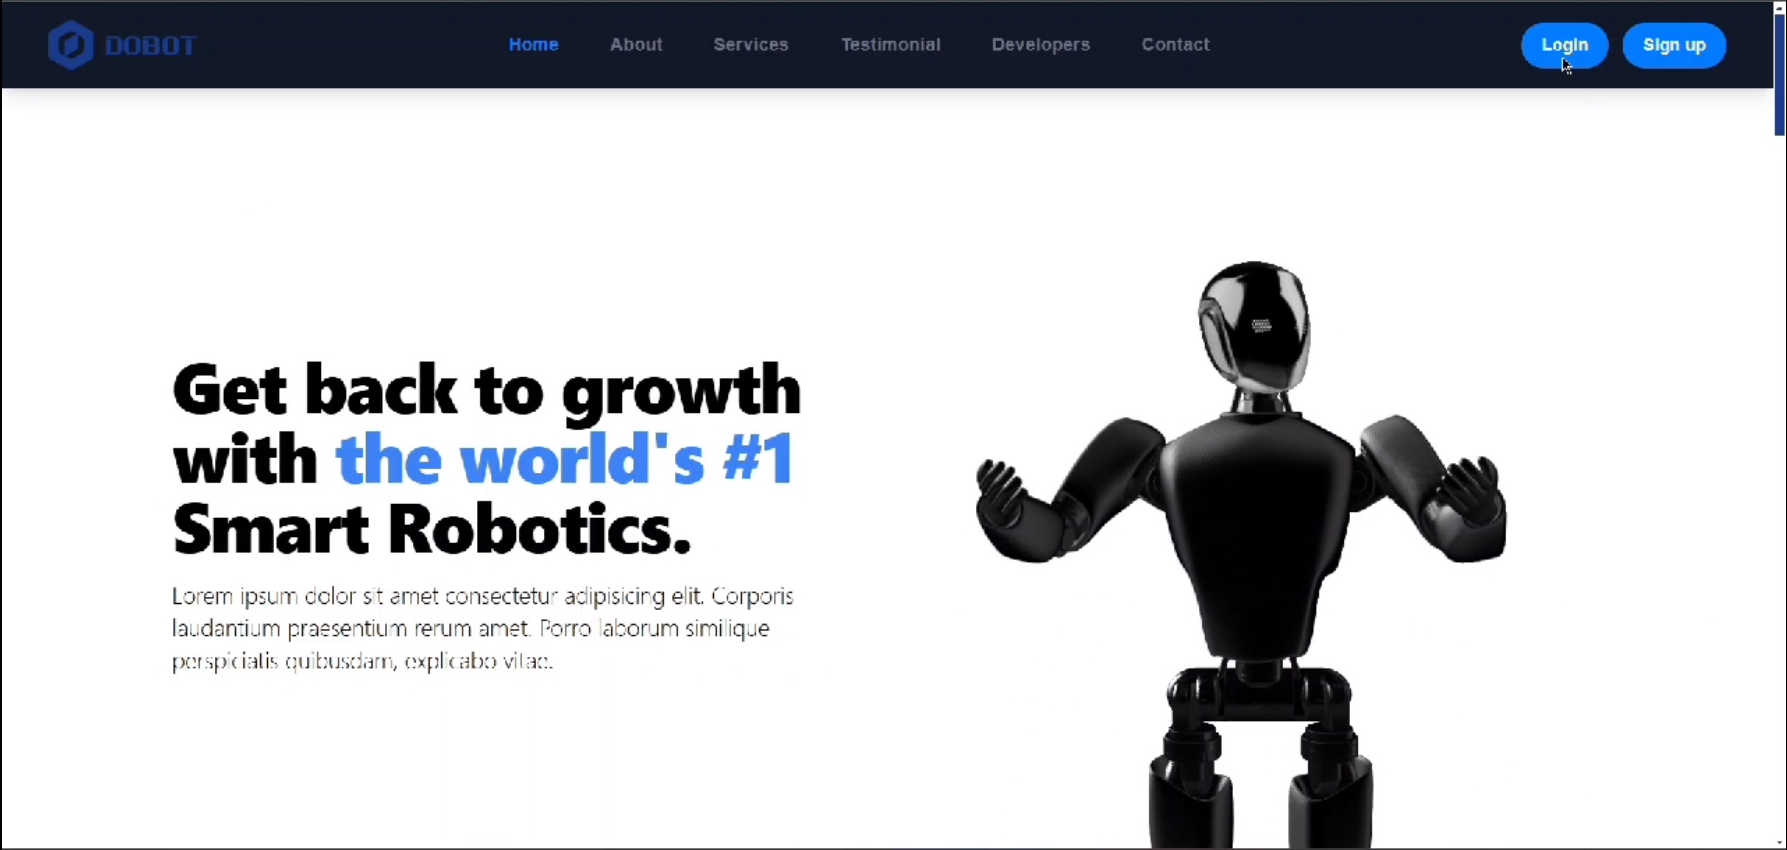 DOBOT
Home About Services Testimonial Developers Contact
Login Sign up
Get back to growth
with the world's #1
Smart Robotics.
Lorem ipsum dolor sit amet consectetur adipisicing elit. Corporis
laudantium praesentium rerum amet. Porro laborum similique
perspiciatis quibusdam, explicabo vitae.